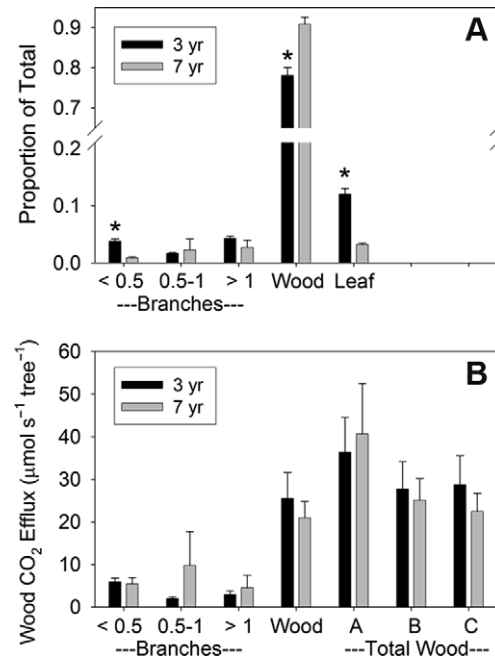 A
3 yr
7 yr
Proportion of Total
0.9
0.8
0.7
0.2
0.1
0.0
*
*
*
< 0.5 0.5-1 > 1 Wood Leaf
---Branches---
B
3 yr
7 yr
Wood CO₂ Efflux (μmol s⁻¹ tree⁻¹)
60
50
40
30
20
10
0
< 0.5 0.5-1 > 1 Wood A B C
---Branches--- ---Total Wood---